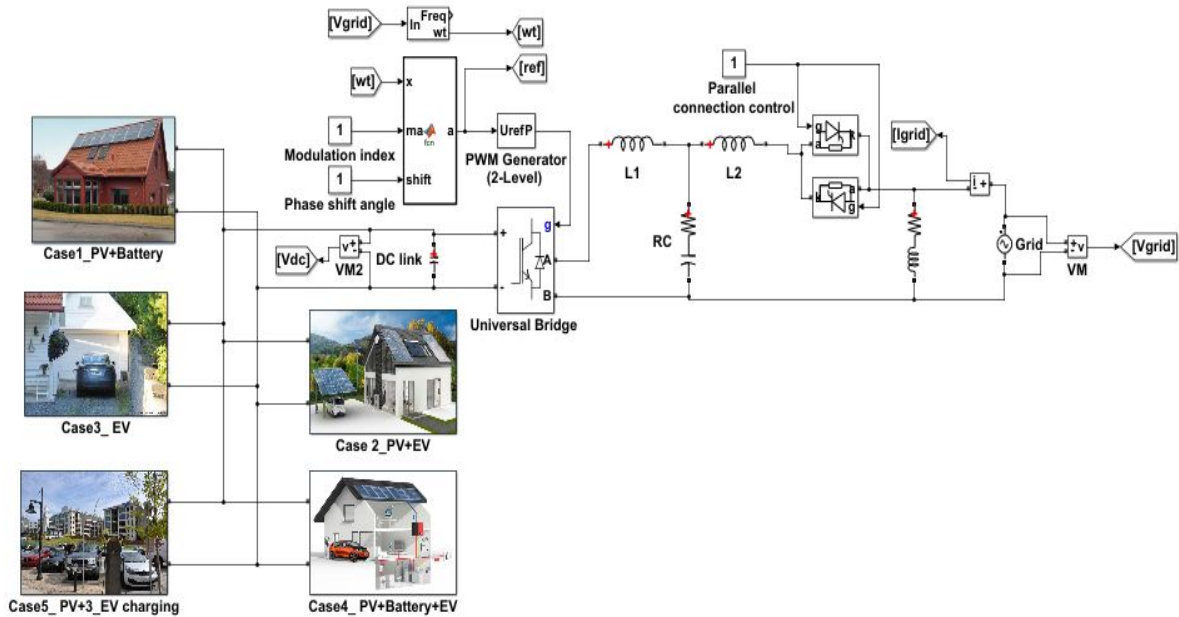 [Vgrid]
In
Freq
wt
[wt]
[wt]
x
[ref]
1
ma
fcn
a
UrefP
Modulation index
PWM Generator
(2-Level)
1
shift
Phase shift angle
1
Parallel
connection control
g
a
k
k
a
g
[Igrid]
i
+
-
L1
L2
RC
Grid
+
v
-
VM
[Vgrid]
Case1_PV+Battery
[Vdc]
v
+
-
VM2
DC link
+
-
g
A
B
Universal Bridge
Case3_ EV
Case 2_PV+EV
Case5_ PV+3_EV charging
Case4_ PV+Battery+EV